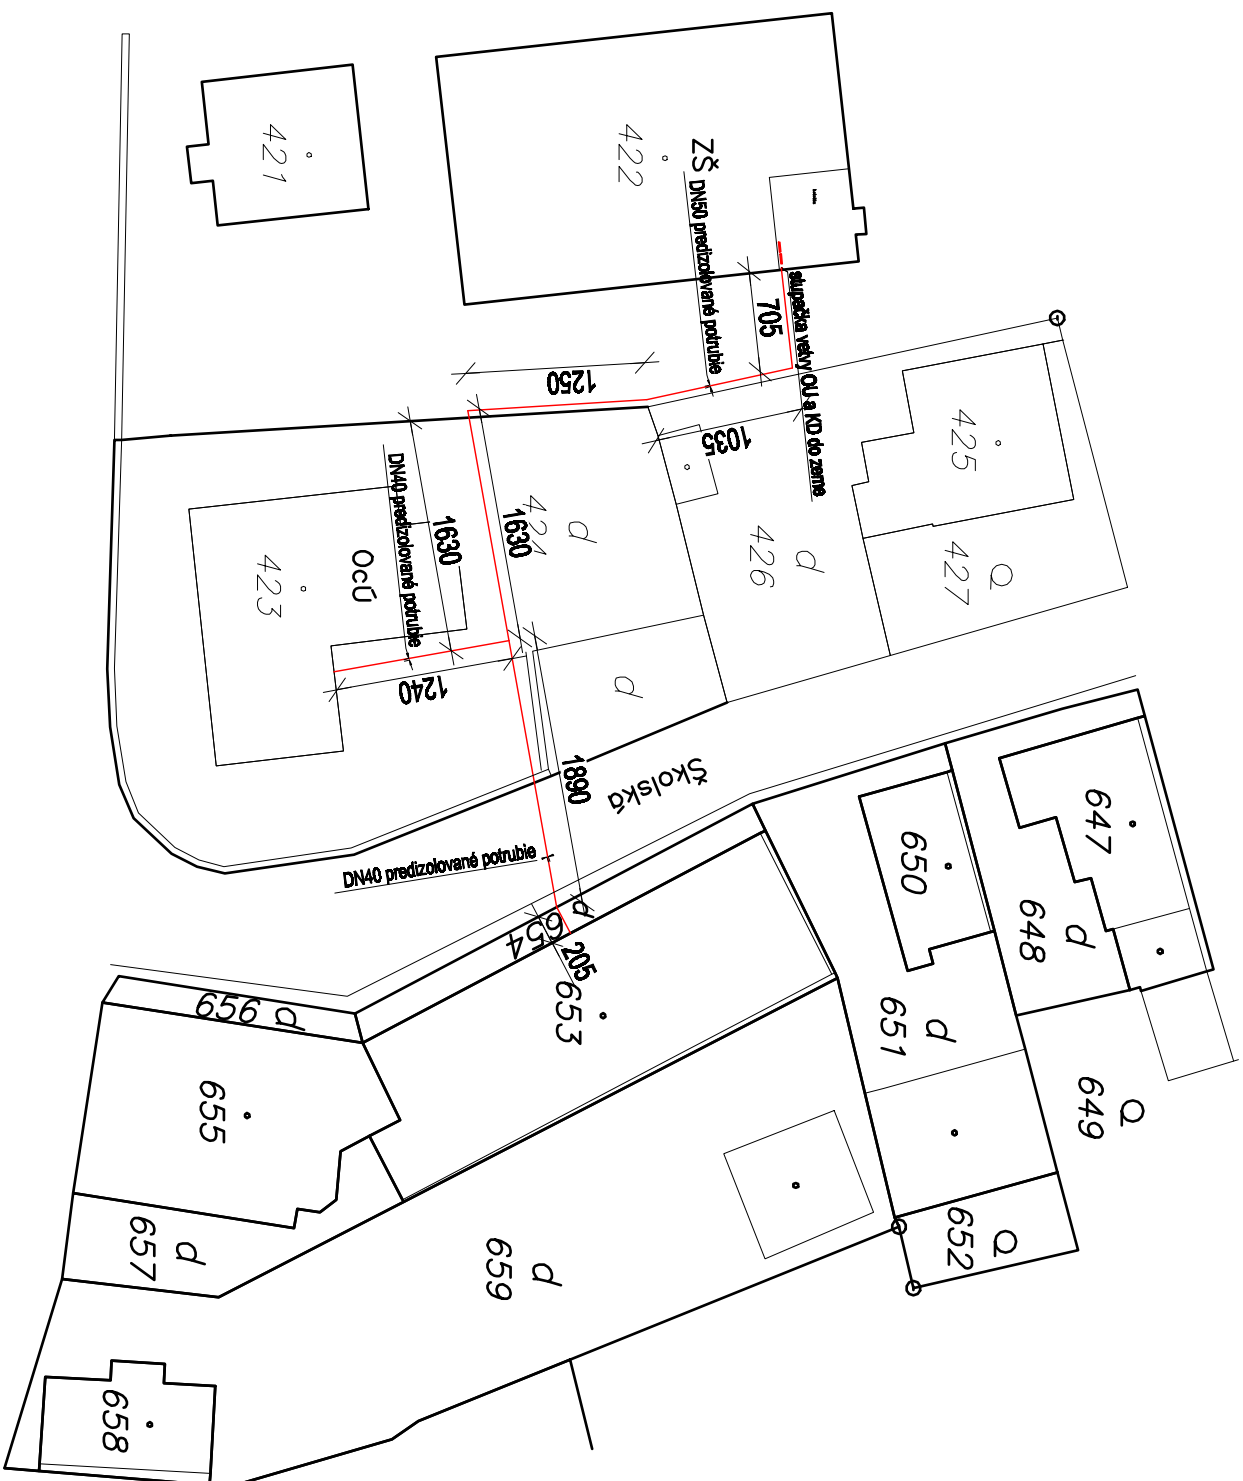 421
422
ZŠ
DN50 predizolované potrubie
stupačka vetvy OU a KD do zeme
705
1250
1035
425
Q
427
d
426
d
424
1630
1630
DN40 predizolované potrubie
OcÚ
423
1240
d
1890
Školská
DN40 predizolované potrubie
d
654
205
653
647
650
d
648
d
651
Q
649
656 d
655
d
657
d
659
Q
652
658